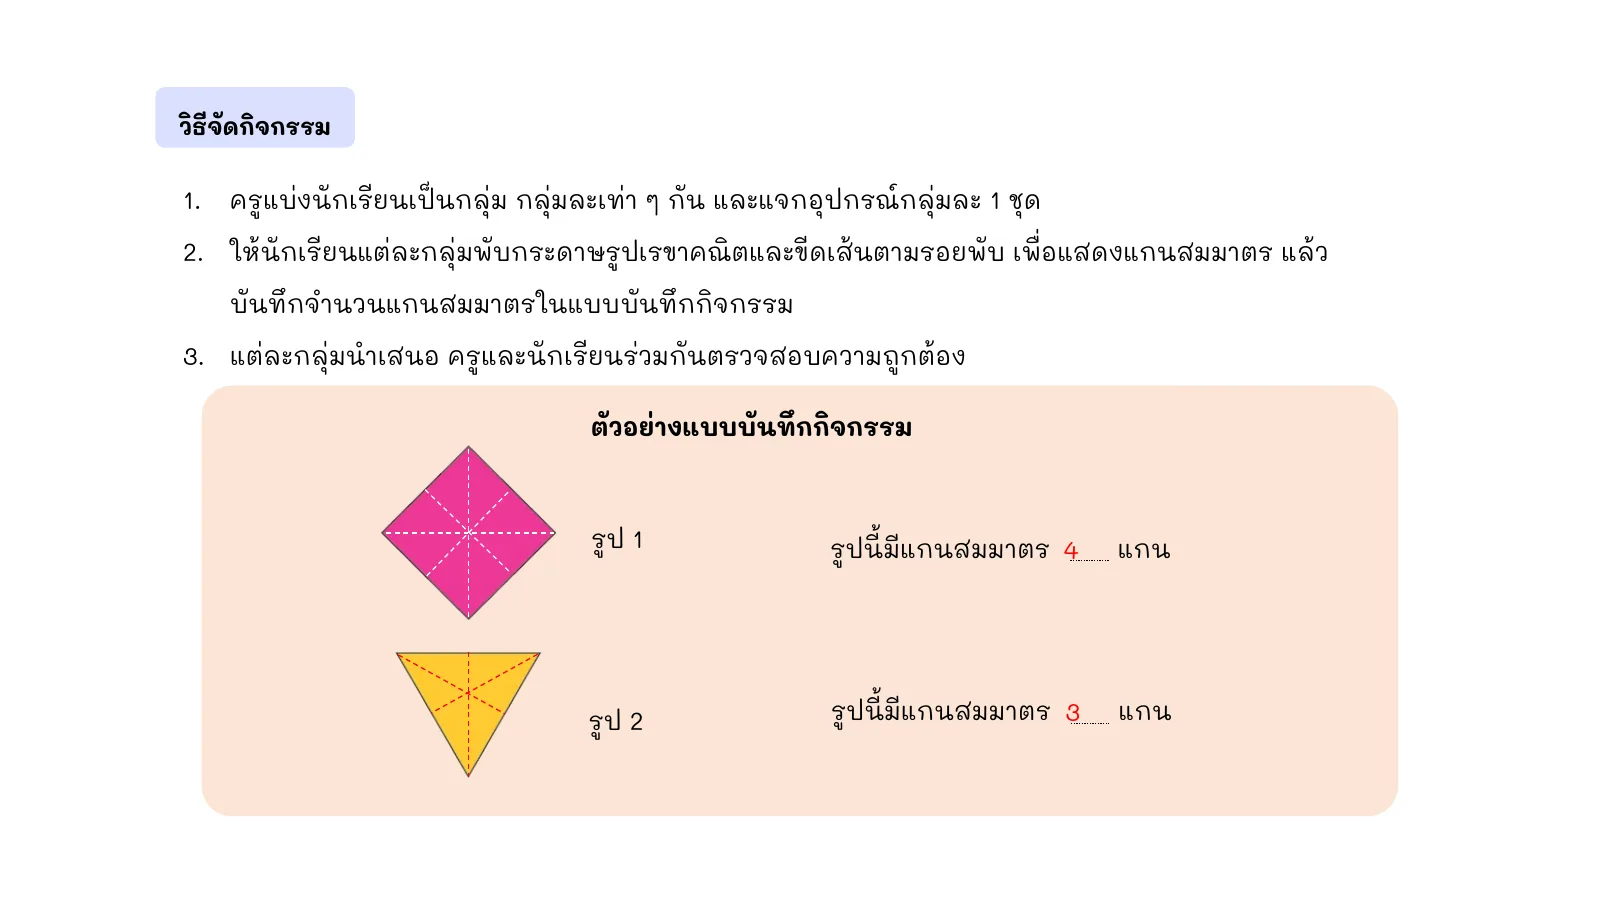 วิธีจัดกิจกรรม
1. ครูแบ่งนักเรียนเป็นกลุ่ม กลุ่มละเท่า ๆ กัน และแจกอุปกรณ์กลุ่มละ 1 ชุด
2. ให้นักเรียนแต่ละกลุ่มพับกระดาษรูปเรขาคณิตและขีดเส้นตามรอยพับ เพื่อแสดงแกนสมมาตร แล้ว
บันทึกจำนวนแกนสมมาตรในแบบบันทึกกิจกรรม
3. แต่ละกลุ่มนำเสนอ ครูและนักเรียนร่วมกันตรวจสอบความถูกต้อง
ตัวอย่างแบบบันทึกกิจกรรม
รูป 1 รูปนี้มีแกนสมมาตร 4 แกน
รูป 2 รูปนี้มีแกนสมมาตร 3 แกน